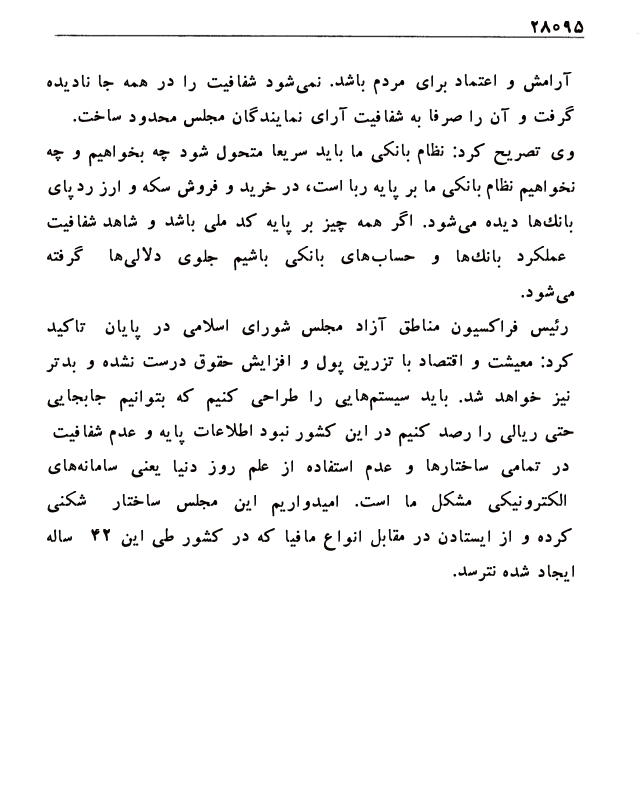 ۲۸۰۹۵
آرامش و اعتماد برای مردم باشد. نمی‌شود شفافیت را در همه جا نادیده
گرفت و آن را صرفا به شفافیت آرای نمایندگان مجلس محدود ساخت.
وی تصریح کرد: نظام بانکی ما باید سریعا متحول شود چه بخواهیم و چه
نخواهیم نظام بانکی ما بر پایه ربا است، در خرید و فروش سکه و ارز ردپای
بانك‌ها دیده می‌شود. اگر همه چیز بر پایه کد ملی باشد و شاهد شفافیت
عملکرد بانك‌ها و حساب‌های بانکی باشیم جلوی دلالی‌ها گرفته
می‌شود.
رئیس فراکسیون مناطق آزاد مجلس شورای اسلامی در پایان تاکید
کرد: معیشت و اقتصاد با تزریق پول و افزایش حقوق درست نشده و بدتر
نیز خواهد شد. باید سیستم‌هایی را طراحی کنیم که بتوانیم جابجایی
حتی ریالی را رصد کنیم در این کشور نبود اطلاعات پایه و عدم شفافیت
در تمامی ساختارها و عدم استفاده از علم روز دنیا یعنی سامانه‌های
الکترونیکی مشکل ما است. امیدواریم این مجلس ساختار شکنی
کرده و از ایستادن در مقابل انواع مافیا که در کشور طی این ۴۲ ساله
ایجاد شده نترسد.